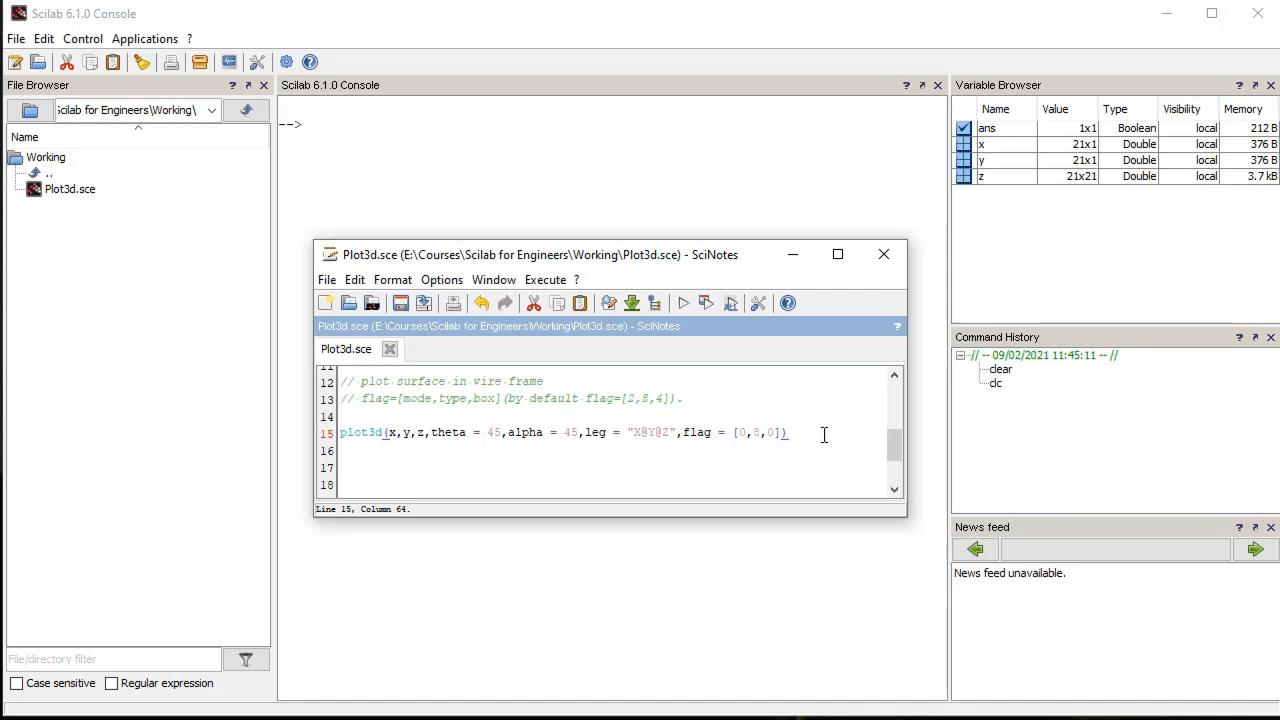 Scilab 6.1.0 Console
File Edit Control Applications ?
File Browser ? Scilab 6.1.0 Console ? Variable Browser ?
Scilab for Engineers\Working\
Name
Working
..
Plot3d.sce
-->
Name Value Type Visibility Memory
ans 1x1 Boolean local 212 B
x 21x1 Double local 376 B
y 21x1 Double local 376 B
z 21x21 Double local 3.7 kB
Plot3d.sce (E:\Courses\Scilab for Engineers\Working\Plot3d.sce) - SciNotes
File Edit Format Options Window Execute ?
Plot3d.sce (E:\Courses\Scilab for Engineers\Working\Plot3d.sce) - SciNotes ?
Plot3d.sce
11
12 // plot surface in wire frame
13 // flag=[mode,type,box](by default flag=[2,8,4]).
14
15 plot3d(x,y,z,theta = 45,alpha = 45,leg = "X@Y@Z",flag = [0,8,0])
16
17
18
Line 15, Column 64.
Command History ?
// -- 09/02/2021 11:45:11 -- //
clear
clc
News feed ?
News feed unavailable.
File/directory filter
Case sensitive Regular expression